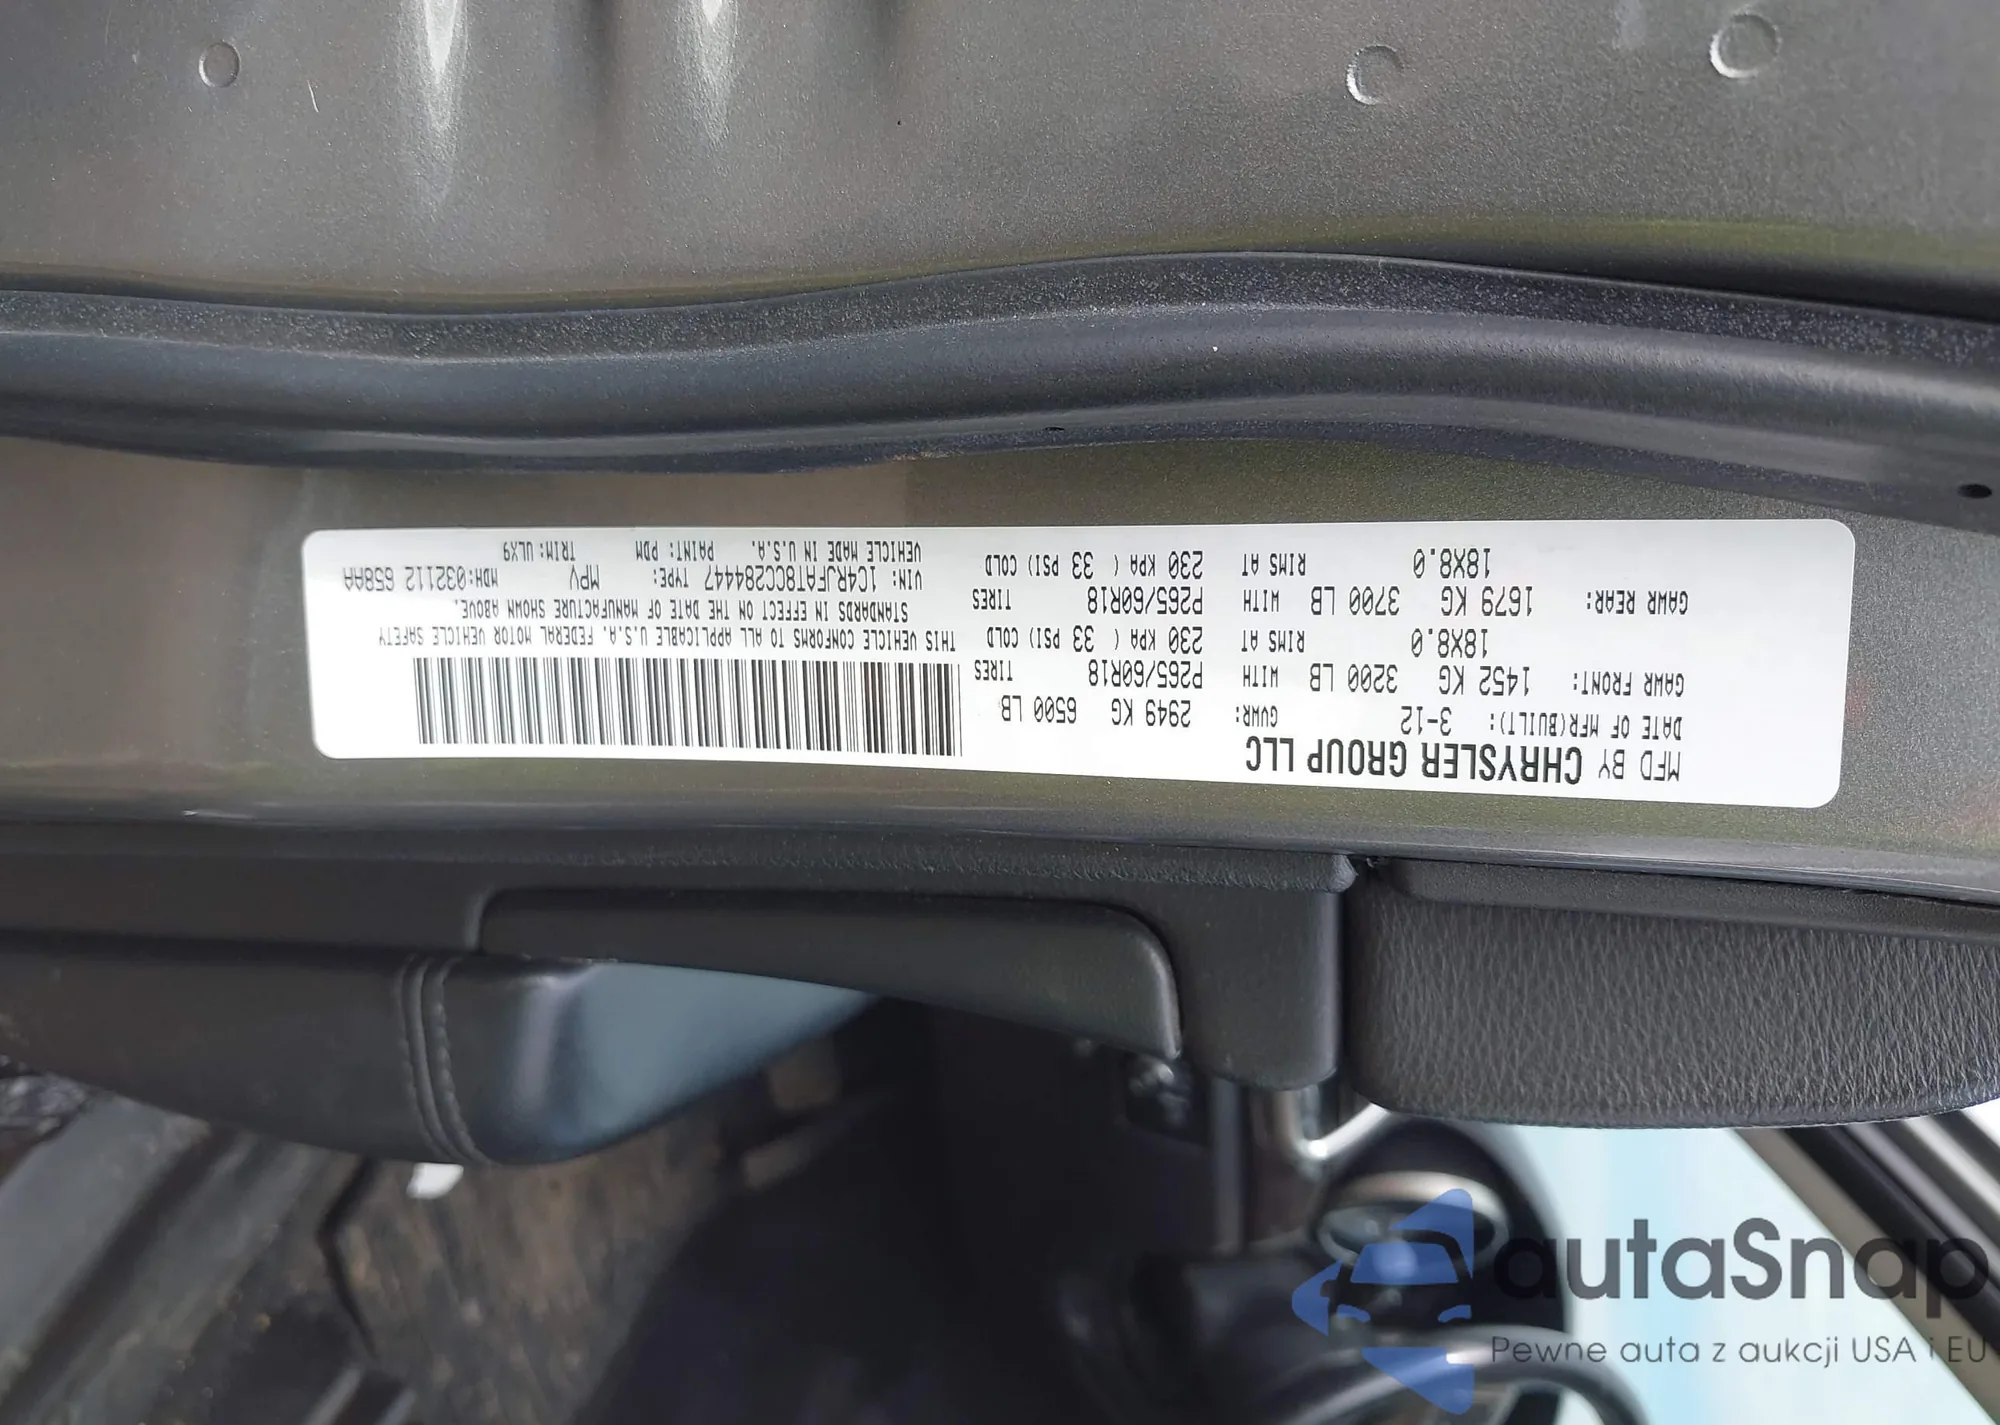 MFD BY CHRYSLER GROUP LLC
DATE OF MFR(BUILT): 3-12 GVWR: 2949 KG 6500 LB
GAWR FRONT: 1452 KG 3200 LB WITH P265/60R18 TIRES
18X8.0 RIMS AT 230 KPA ( 33 PSI) COLD
GAWR REAR: 1679 KG 3700 LB WITH P265/60R18 TIRES
18X8.0 RIMS AT 230 KPA ( 33 PSI) COLD
THIS VEHICLE CONFORMS TO ALL APPLICABLE U.S.A. FEDERAL MOTOR VEHICLE SAFETY
STANDARDS IN EFFECT ON THE DATE OF MANUFACTURE SHOWN ABOVE.
VIN: 1C4RJFAT8CC284447 TYPE: MPV MDH:032112 658AA
VEHICLE MADE IN U.S.A. PAINT: PDM TRIM: ULX9
autaSnap
Pewne auta z aukcji USA i EU